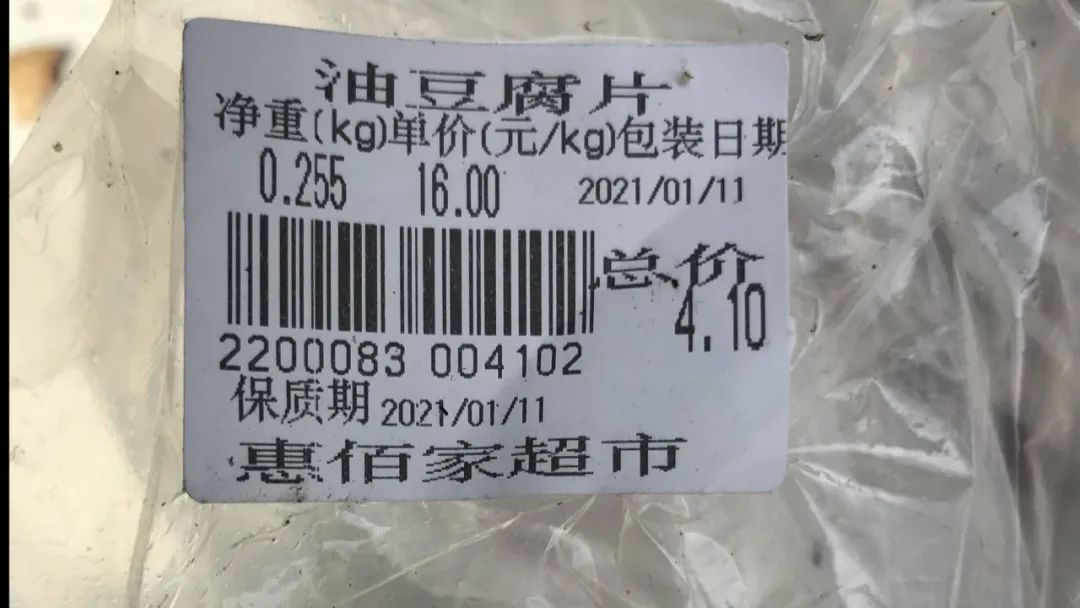 油豆腐片
净重(kg)单价(元/kg)包装日期
0.255 16.00 2021/01/11
总价
4.10
2200083 004102
保质期 2021/01/11
惠佰家超市